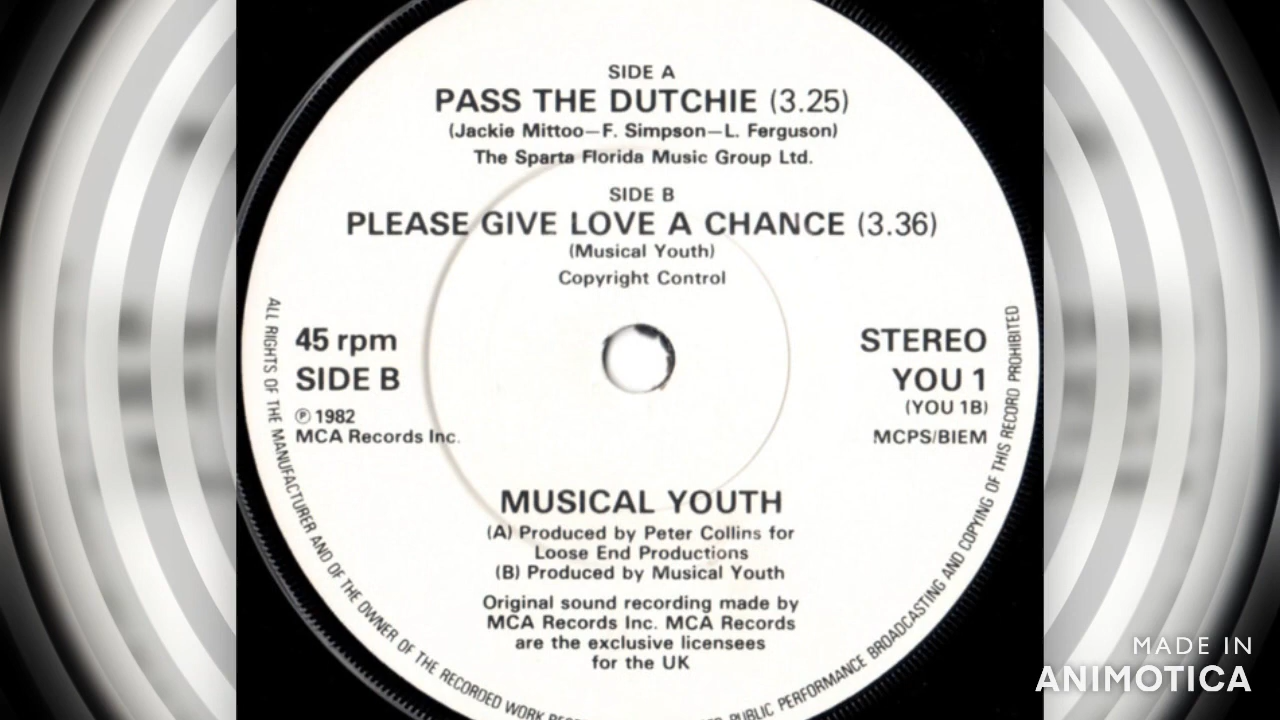 SIDE A
PASS THE DUTCHIE (3.25)
(Jackie Mittoo—F. Simpson—L. Ferguson)
The Sparta Florida Music Group Ltd.
SIDE B
PLEASE GIVE LOVE A CHANCE (3.36)
(Musical Youth)
Copyright Control
45 rpm
SIDE B
℗ 1982
MCA Records Inc.
STEREO
YOU 1
(YOU 1B)
MCPS/BIEM
MUSICAL YOUTH
(A) Produced by Peter Collins for
Loose End Productions
(B) Produced by Musical Youth
Original sound recording made by
MCA Records Inc. MCA Records
are the exclusive licensees
for the UK
ALL RIGHTS OF THE MANUFACTURER AND OF THE OWNER OF THE RECORDED WORK
PUBLIC PERFORMANCE BROADCASTING AND COPYING OF THIS RECORD PROHIBITED
MADE IN
ANIMOTICA